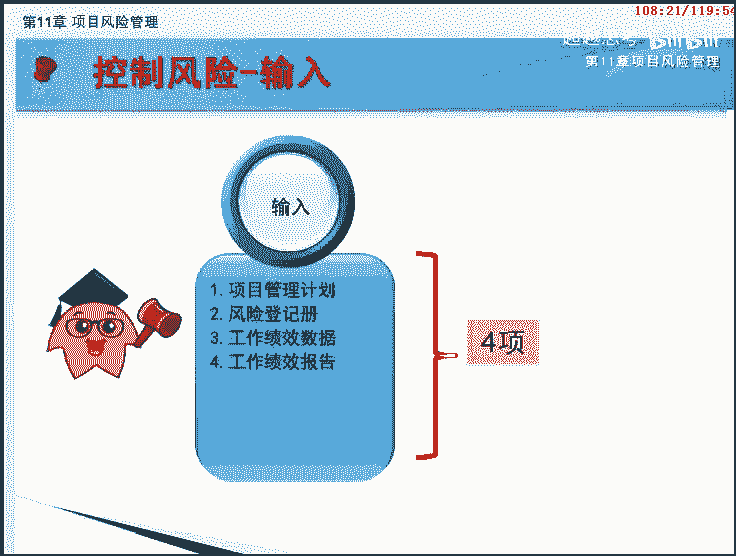 第11章 项目风险管理
108:21/119:54
第11章项目风险管理
控制风险-输入
输入
1. 项目管理计划
2. 风险登记册
3. 工作绩效数据
4. 工作绩效报告
4项